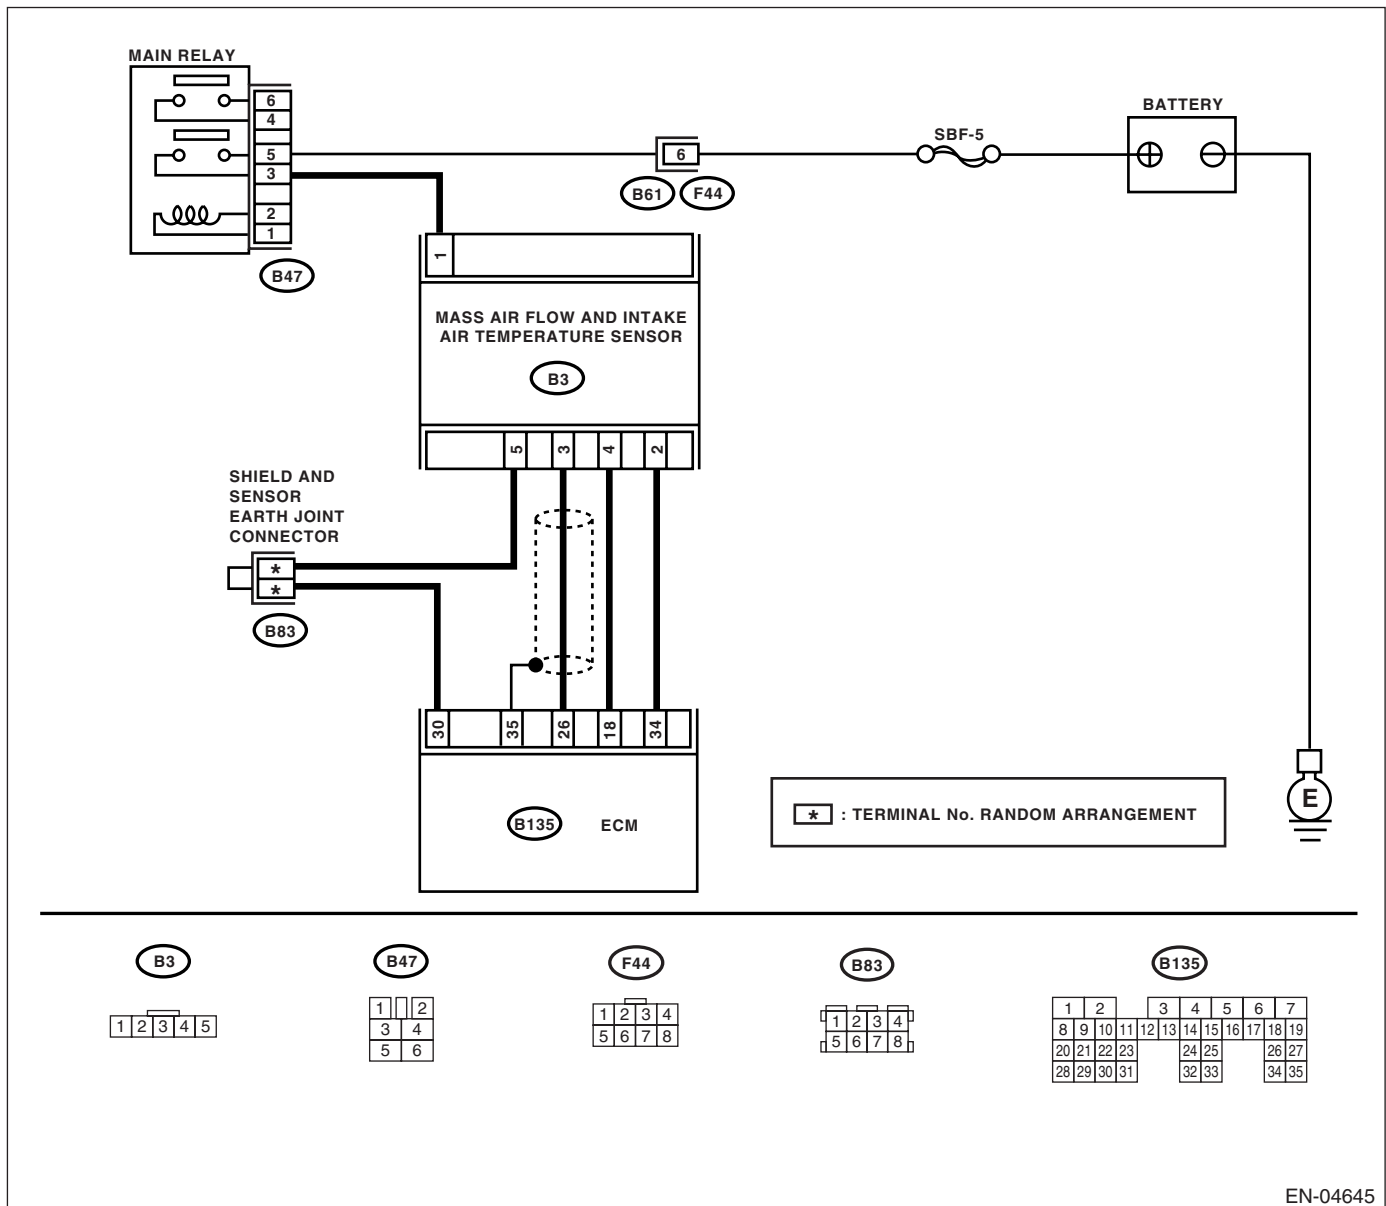 MAIN RELAY
6
4
5
3
2
1
B47
6
B61 F44
SBF-5
BATTERY
1
MASS AIR FLOW AND INTAKE
AIR TEMPERATURE SENSOR
B3
5 3 4 2
SHIELD AND
SENSOR
EARTH JOINT
CONNECTOR
*
*
B83
30 35 26 18 34
B135 ECM
* : TERMINAL No. RANDOM ARRANGEMENT
E
B3
1 2 3 4 5
B47
1 2
3 4
5 6
F44
1 2 3 4
5 6 7 8
B83
1 2 3 4
5 6 7 8
B135
1 2 3 4 5 6 7
8 9 10 11 12 13 14 15 16 17 18 19
20 21 22 23 24 25 26 27
28 29 30 31 32 33 34 35
EN-04645